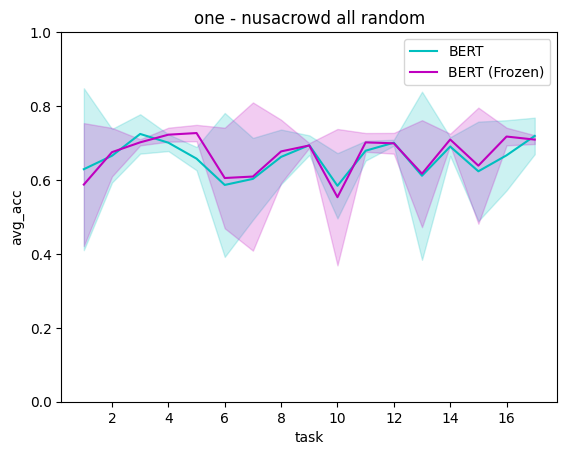 one - nusacrowd all random
BERT
BERT (Frozen)
avg_acc
1.0
0.8
0.6
0.4
0.2
0.0
2 4 6 8 10 12 14 16
task